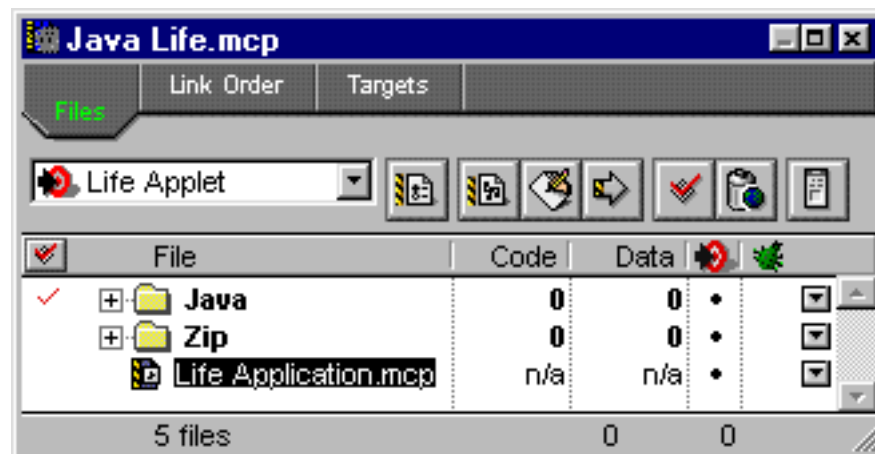 Java Life.mcp
Files Link Order Targets
Life Applet
File Code Data
Java 0 0
Zip 0 0
Life Application.mcp n/a n/a
5 files 0 0